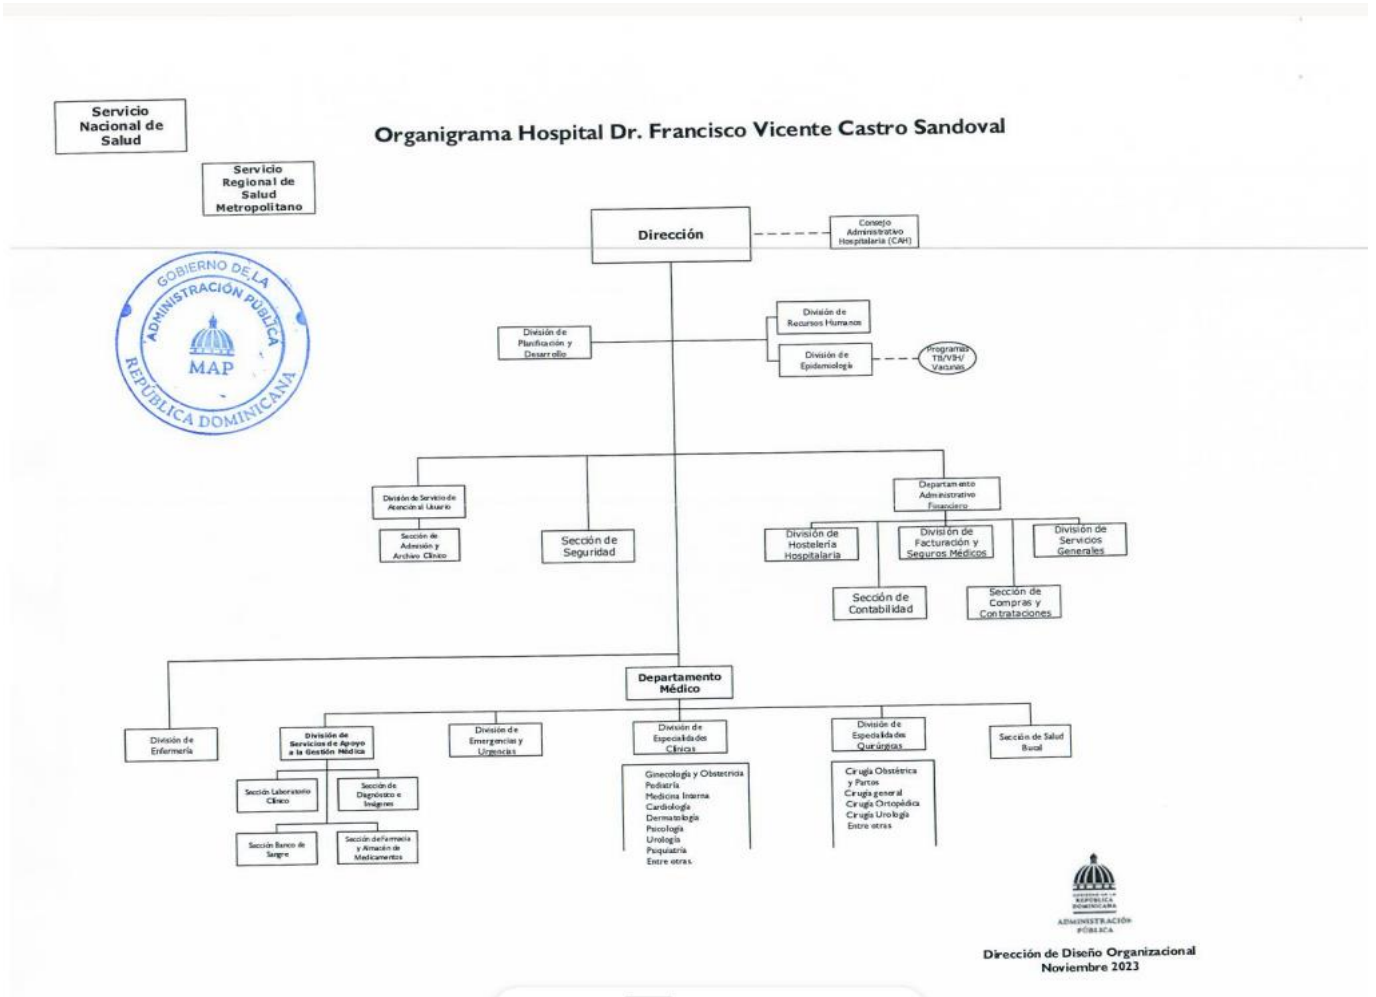 Servicio
Nacional de
Salud
Organigrama Hospital Dr. Francisco Vicente Castro Sandoval
Servicio
Regional de
Salud
Metropolitano
Dirección
Consejo
Administrativo
Hospitalaria (CAH)
GOBIERNO DE LA
REPÚBLICA DOMINICANA
ADMINISTRACIÓN PÚBLICA
MAP
División de
Recursos Humanos
División de
Planificación y
Desarrollo
División de
Epidemiología
Programas
TB/VIH/
Vacunas
División de Servicio de
Atención al Usuario
Sección de
Admisión y
Archivo Clínico
Sección de
Seguridad
Departamento
Administrativo
Financiero
División de
Hostelería
Hospitalaria
División de
Facturación y
Seguros Médicos
División de
Servicios
Generales
Sección de
Contabilidad
Sección de
Compras y
Contrataciones
Departamento
Médico
División de
Enfermería
División de
Servicios de Apoyo
a la Gestión Médica
División de
Emergencias y
Urgencias
División de
Especialidades
Clínicas
División de
Especialidades
Quirúrgicas
Sección de Salud
Bucal
Sección Laboratorio
Clínico
Sección de
Diagnóstico e
Imágenes
Sección Banco de
Sangre
Sección de Farmacia
y Almacén de
Medicamentos
Ginecología y Obstetricia
Pediatría
Medicina Interna
Cardiología
Dermatología
Psicología
Urología
Psiquiatría
Entre otras
Cirugía Obstétrica
y Partos
Cirugía general
Cirugía Ortopédica
Cirugía Urología
Entre otras
GOBIERNO DE LA
REPÚBLICA
DOMINICANA
ADMINISTRACIÓN
PÚBLICA
Dirección de Diseño Organizacional
Noviembre 2023